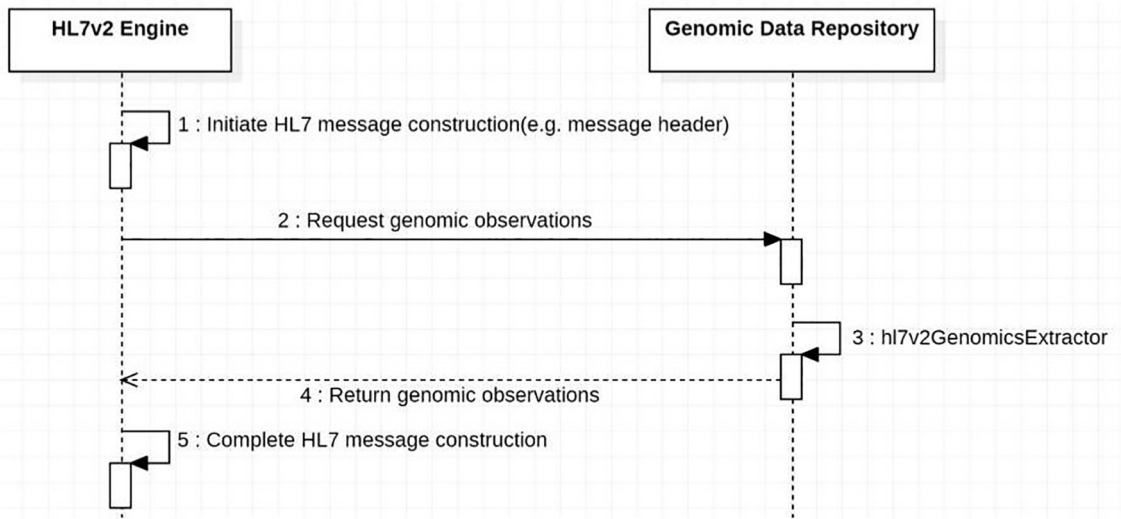 HL7v2 Engine
Genomic Data Repository
1 : Initiate HL7 message construction(e.g. message header)
2 : Request genomic observations
3 : hl7v2GenomicsExtractor
4 : Return genomic observations
5 : Complete HL7 message construction